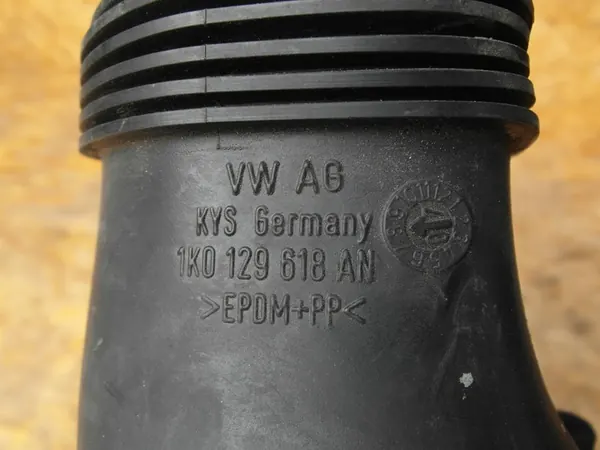 VW AG
KYS Germany
1K0 129 618 AN
>EPDM+PP<